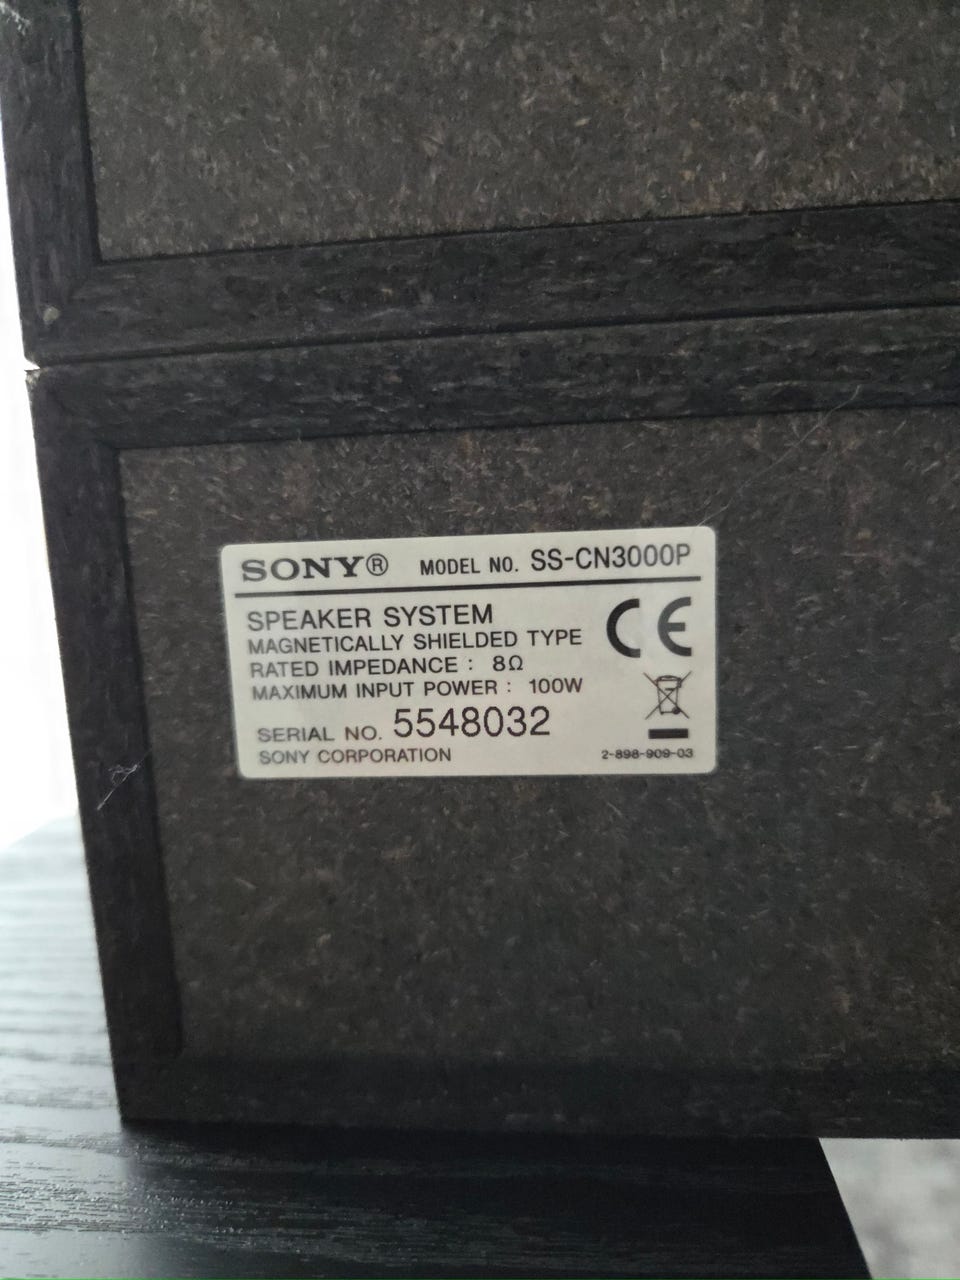 SONY® MODEL NO. SS-CN3000P
SPEAKER SYSTEM
MAGNETICALLY SHIELDED TYPE
RATED IMPEDANCE : 8Ω
MAXIMUM INPUT POWER : 100W
SERIAL NO. 5548032
SONY CORPORATION
CE
2-898-909-03